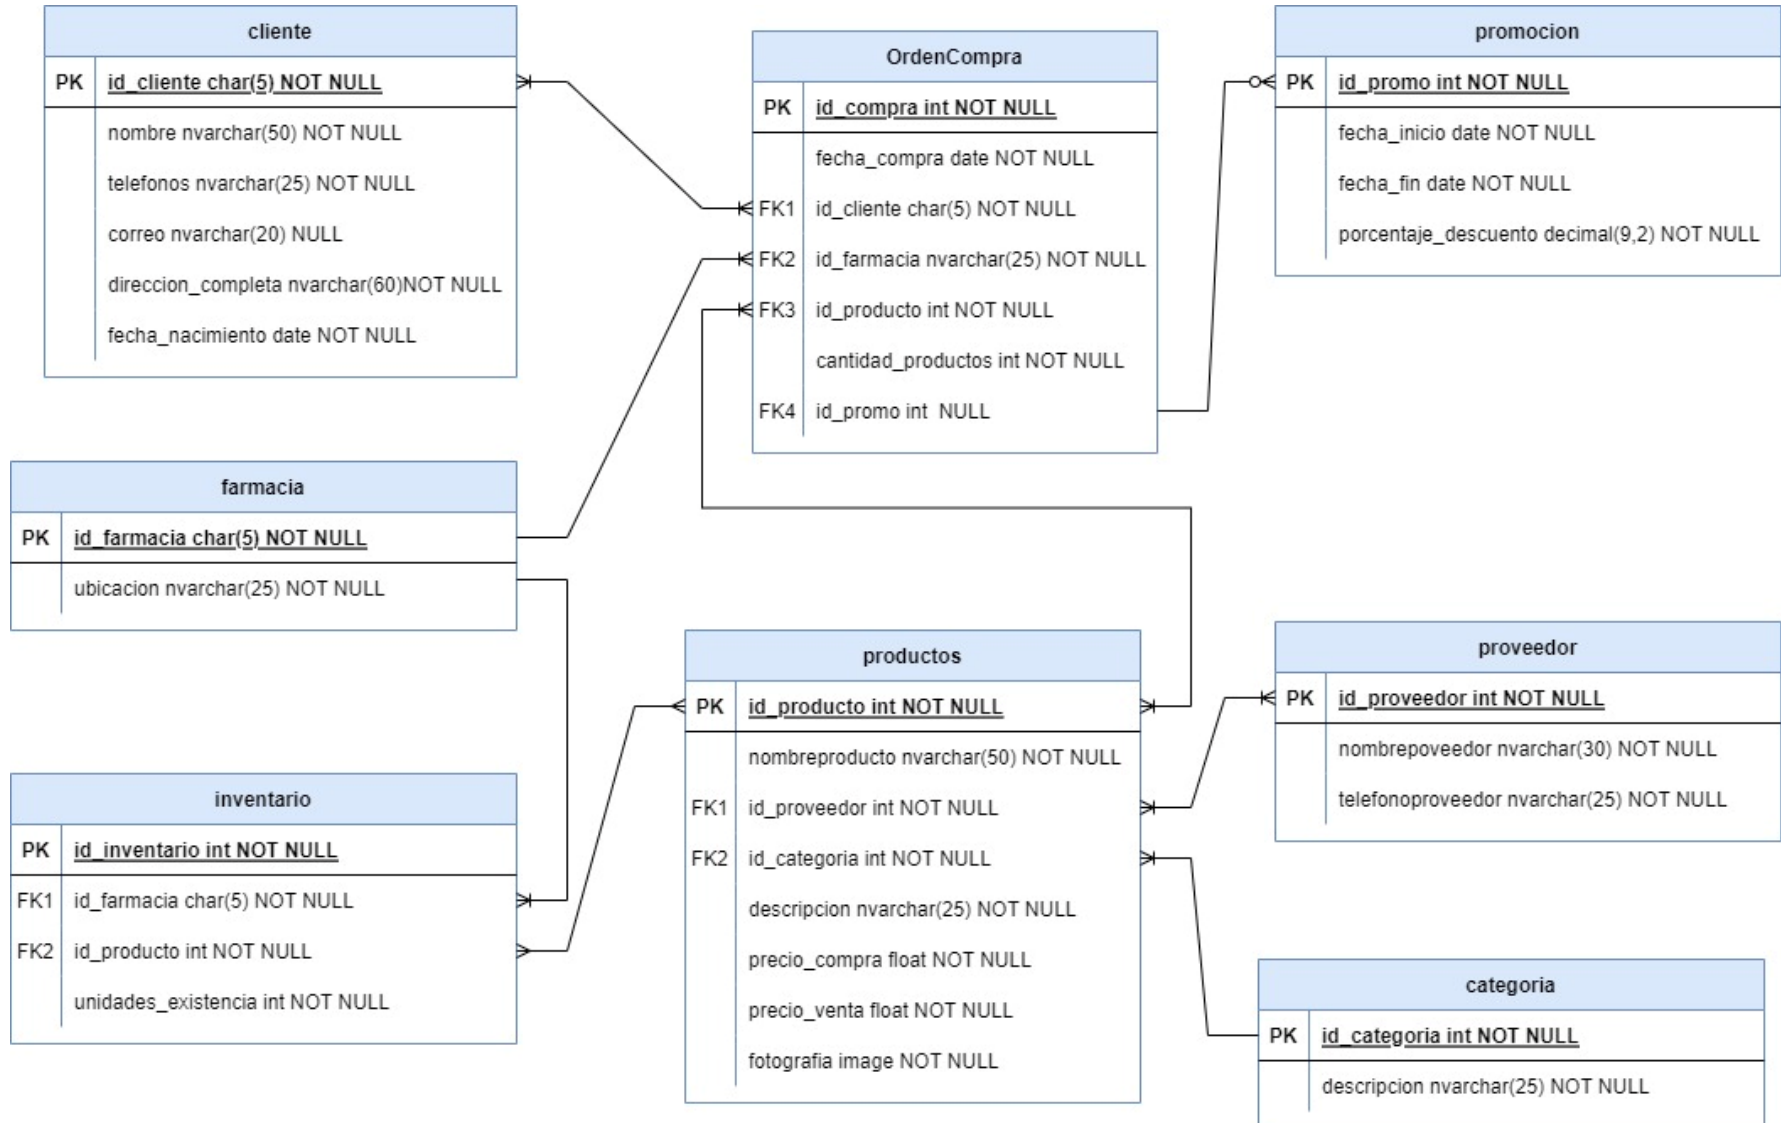 cliente
PK id_cliente char(5) NOT NULL
nombre nvarchar(50) NOT NULL
telefonos nvarchar(25) NOT NULL
correo nvarchar(20) NULL
direccion_completa nvarchar(60)NOT NULL
fecha_nacimiento date NOT NULL
OrdenCompra
PK id_compra int NOT NULL
fecha_compra date NOT NULL
FK1 id_cliente char(5) NOT NULL
FK2 id_farmacia nvarchar(25) NOT NULL
FK3 id_producto int NOT NULL
cantidad_productos int NOT NULL
FK4 id_promo int NULL
promocion
PK id_promo int NOT NULL
fecha_inicio date NOT NULL
fecha_fin date NOT NULL
porcentaje_descuento decimal(9,2) NOT NULL
farmacia
PK id_farmacia char(5) NOT NULL
ubicacion nvarchar(25) NOT NULL
inventario
PK id_inventario int NOT NULL
FK1 id_farmacia char(5) NOT NULL
FK2 id_producto int NOT NULL
unidades_existencia int NOT NULL
productos
PK id_producto int NOT NULL
nombreproducto nvarchar(50) NOT NULL
FK1 id_proveedor int NOT NULL
FK2 id_categoria int NOT NULL
descripcion nvarchar(25) NOT NULL
precio_compra float NOT NULL
precio_venta float NOT NULL
fotografia image NOT NULL
proveedor
PK id_proveedor int NOT NULL
nombrepoveedor nvarchar(30) NOT NULL
telefonoproveedor nvarchar(25) NOT NULL
categoria
PK id_categoria int NOT NULL
descripcion nvarchar(25) NOT NULL